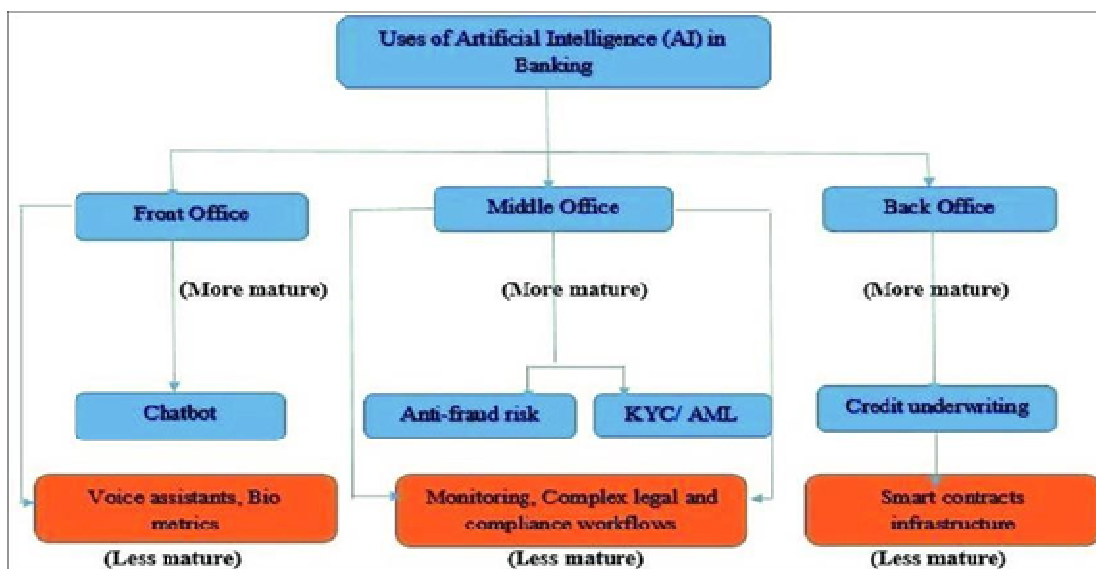 Uses of Artificial Intelligence (AI) in
Banking
Front Office
Middle Office
Back Office
(More mature)
(More mature)
(More mature)
Chatbot
Anti-fraud risk
KYC/ AML
Credit underwriting
Voice assistants, Bio
metrics
Monitoring, Complex legal and
compliance workflows
Smart contracts
infrastructure
(Less mature)
(Less mature)
(Less mature)